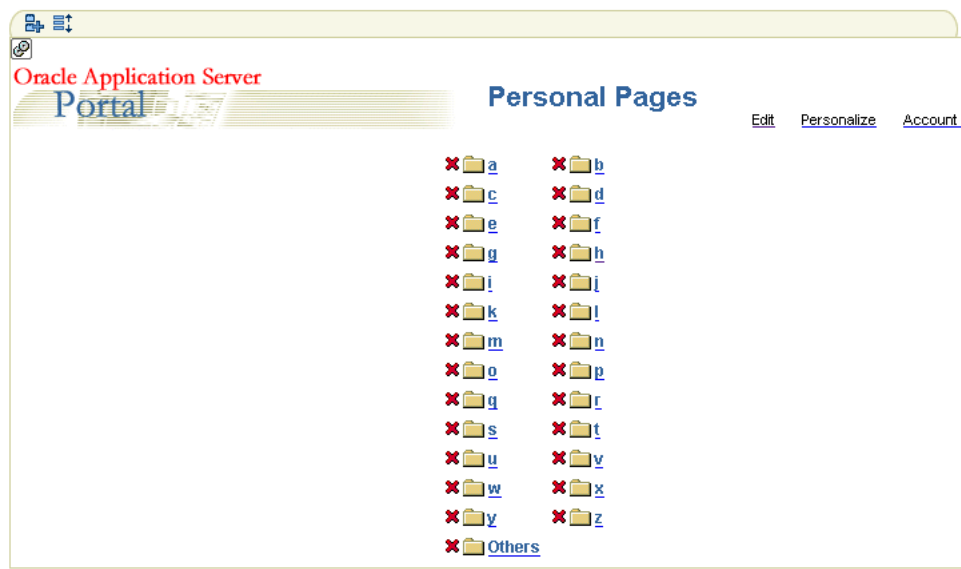 Oracle Application Server
Portal
Personal Pages
Edit Personalize Account
a b
c d
e f
g h
i j
k l
m n
o p
q r
s t
u v
w x
y z
Others